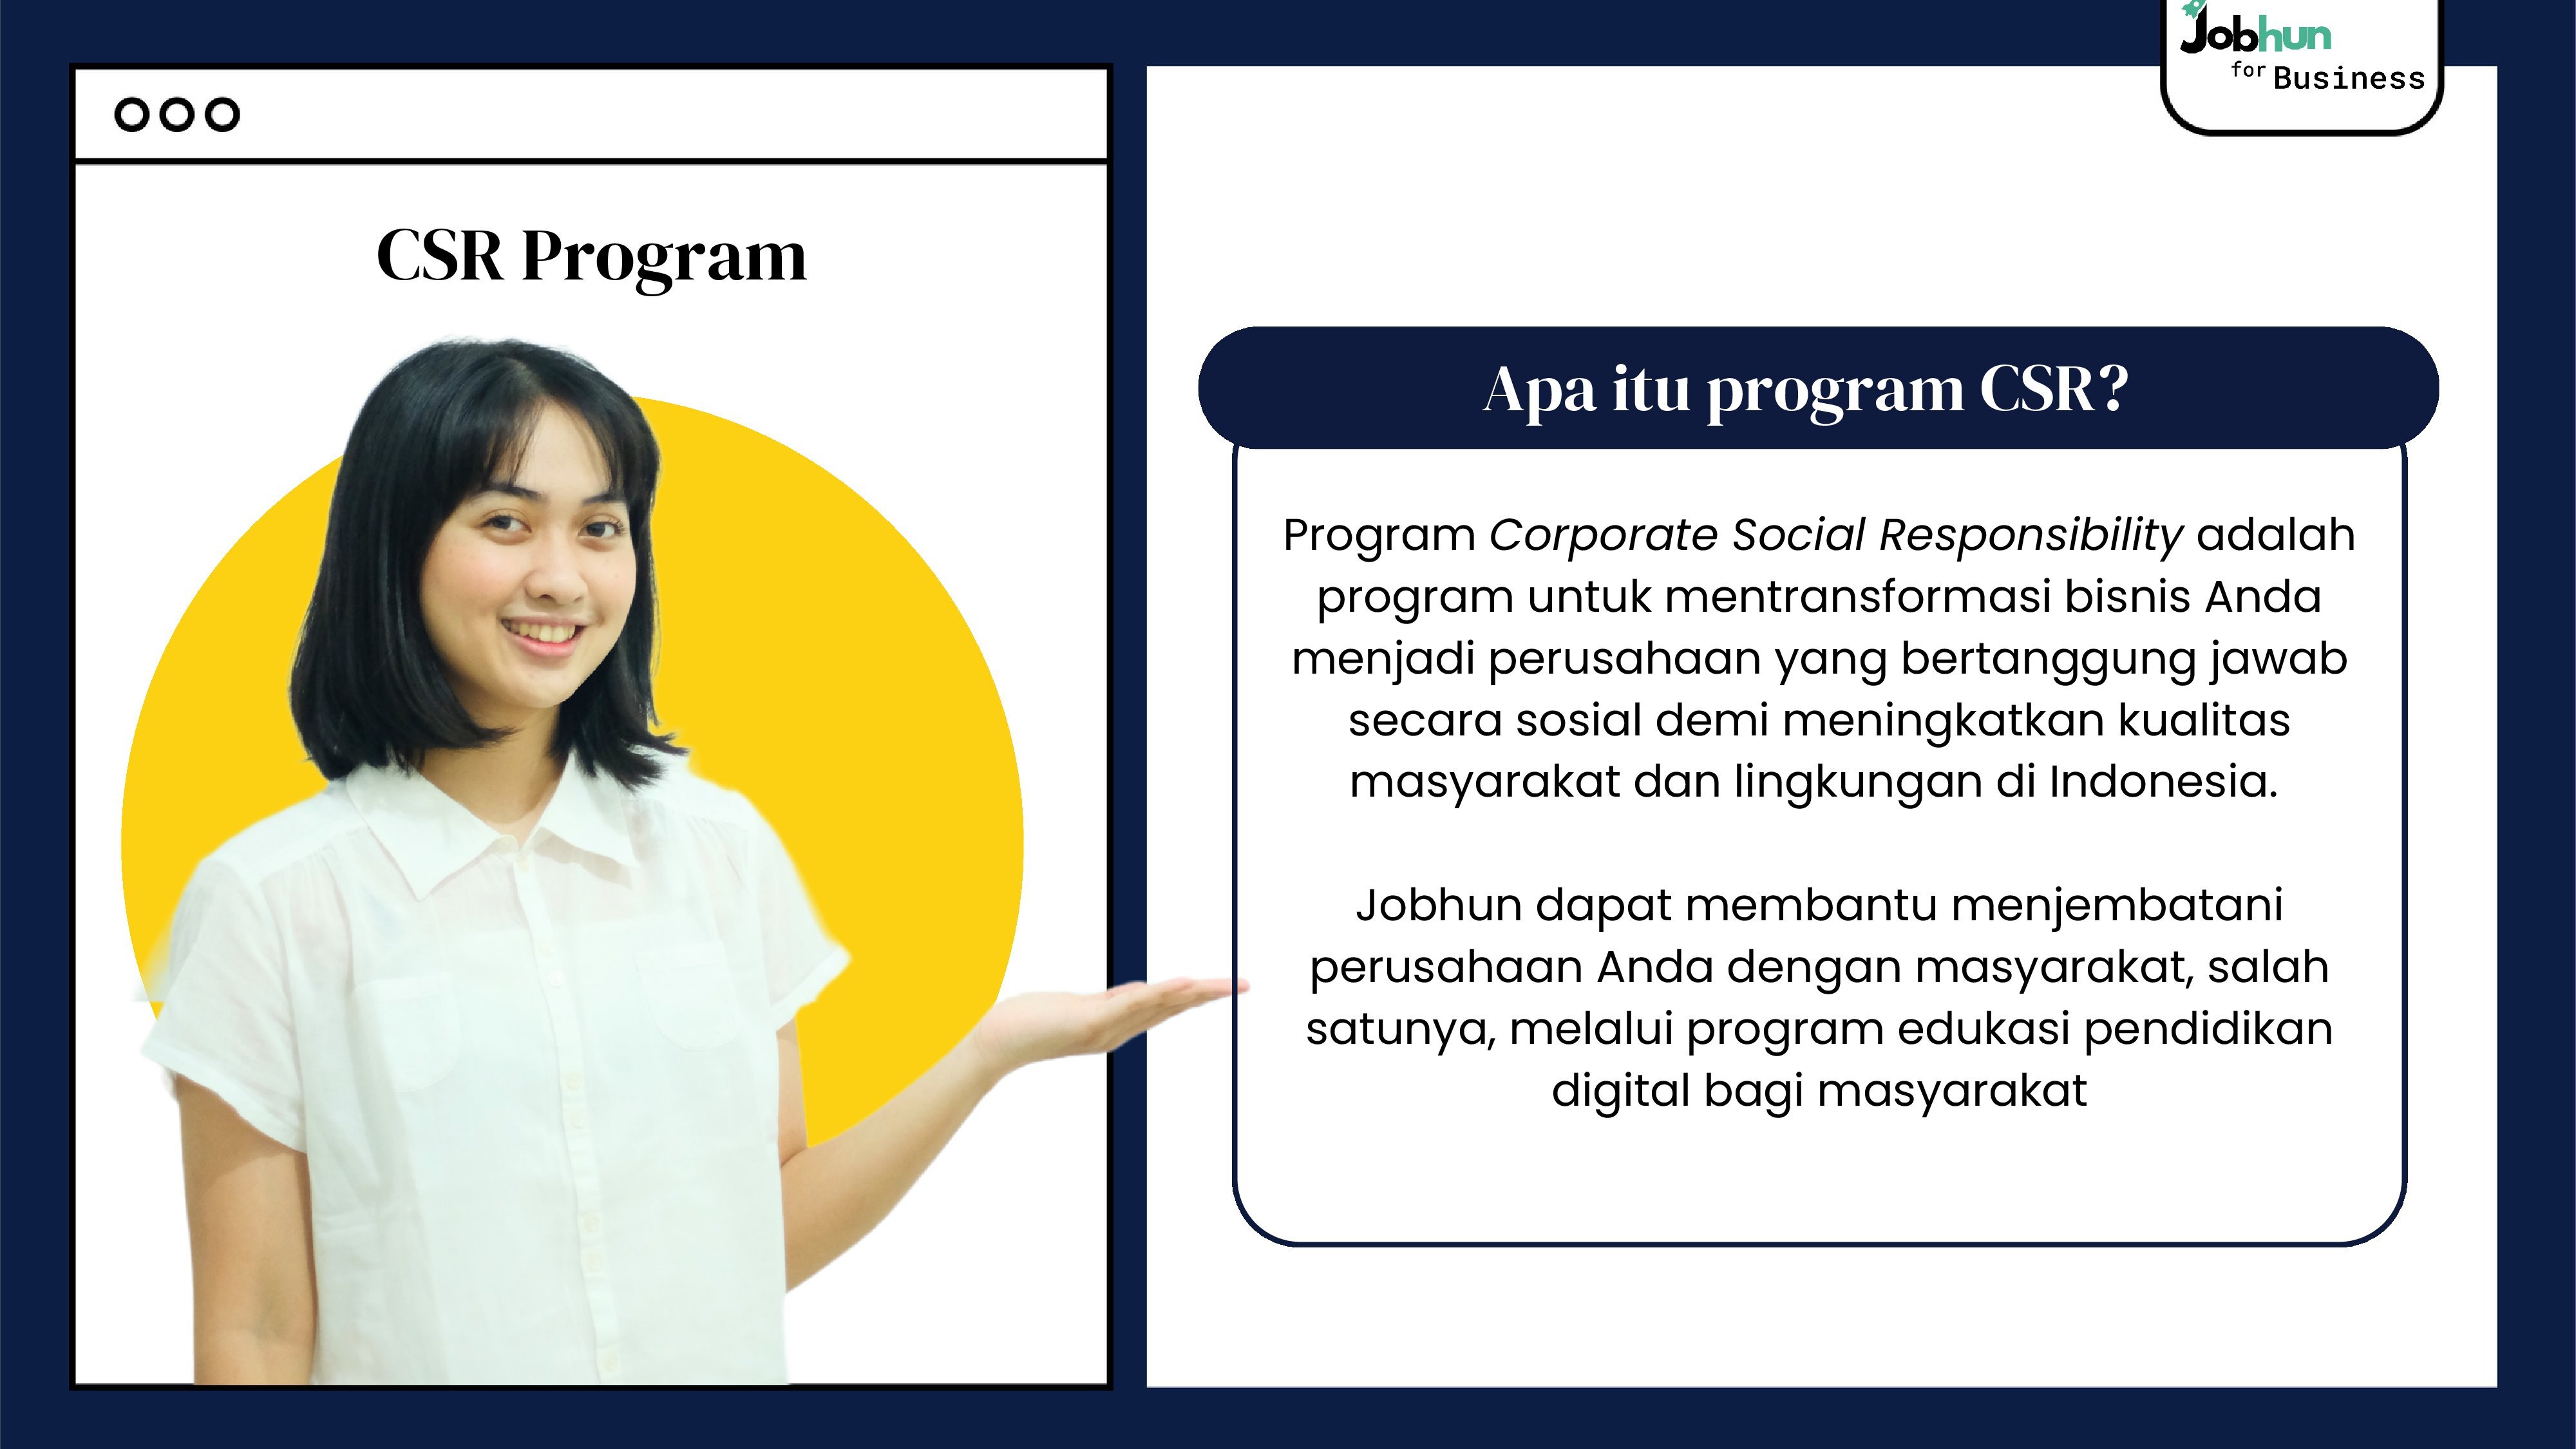 Jobhun
for Business
CSR Program
Apa itu program CSR?
Program Corporate Social Responsibility adalah
program untuk mentransformasi bisnis Anda
menjadi perusahaan yang bertanggung jawab
secara sosial demi meningkatkan kualitas
masyarakat dan lingkungan di Indonesia.
Jobhun dapat membantu menjembatani
perusahaan Anda dengan masyarakat, salah
satunya, melalui program edukasi pendidikan
digital bagi masyarakat